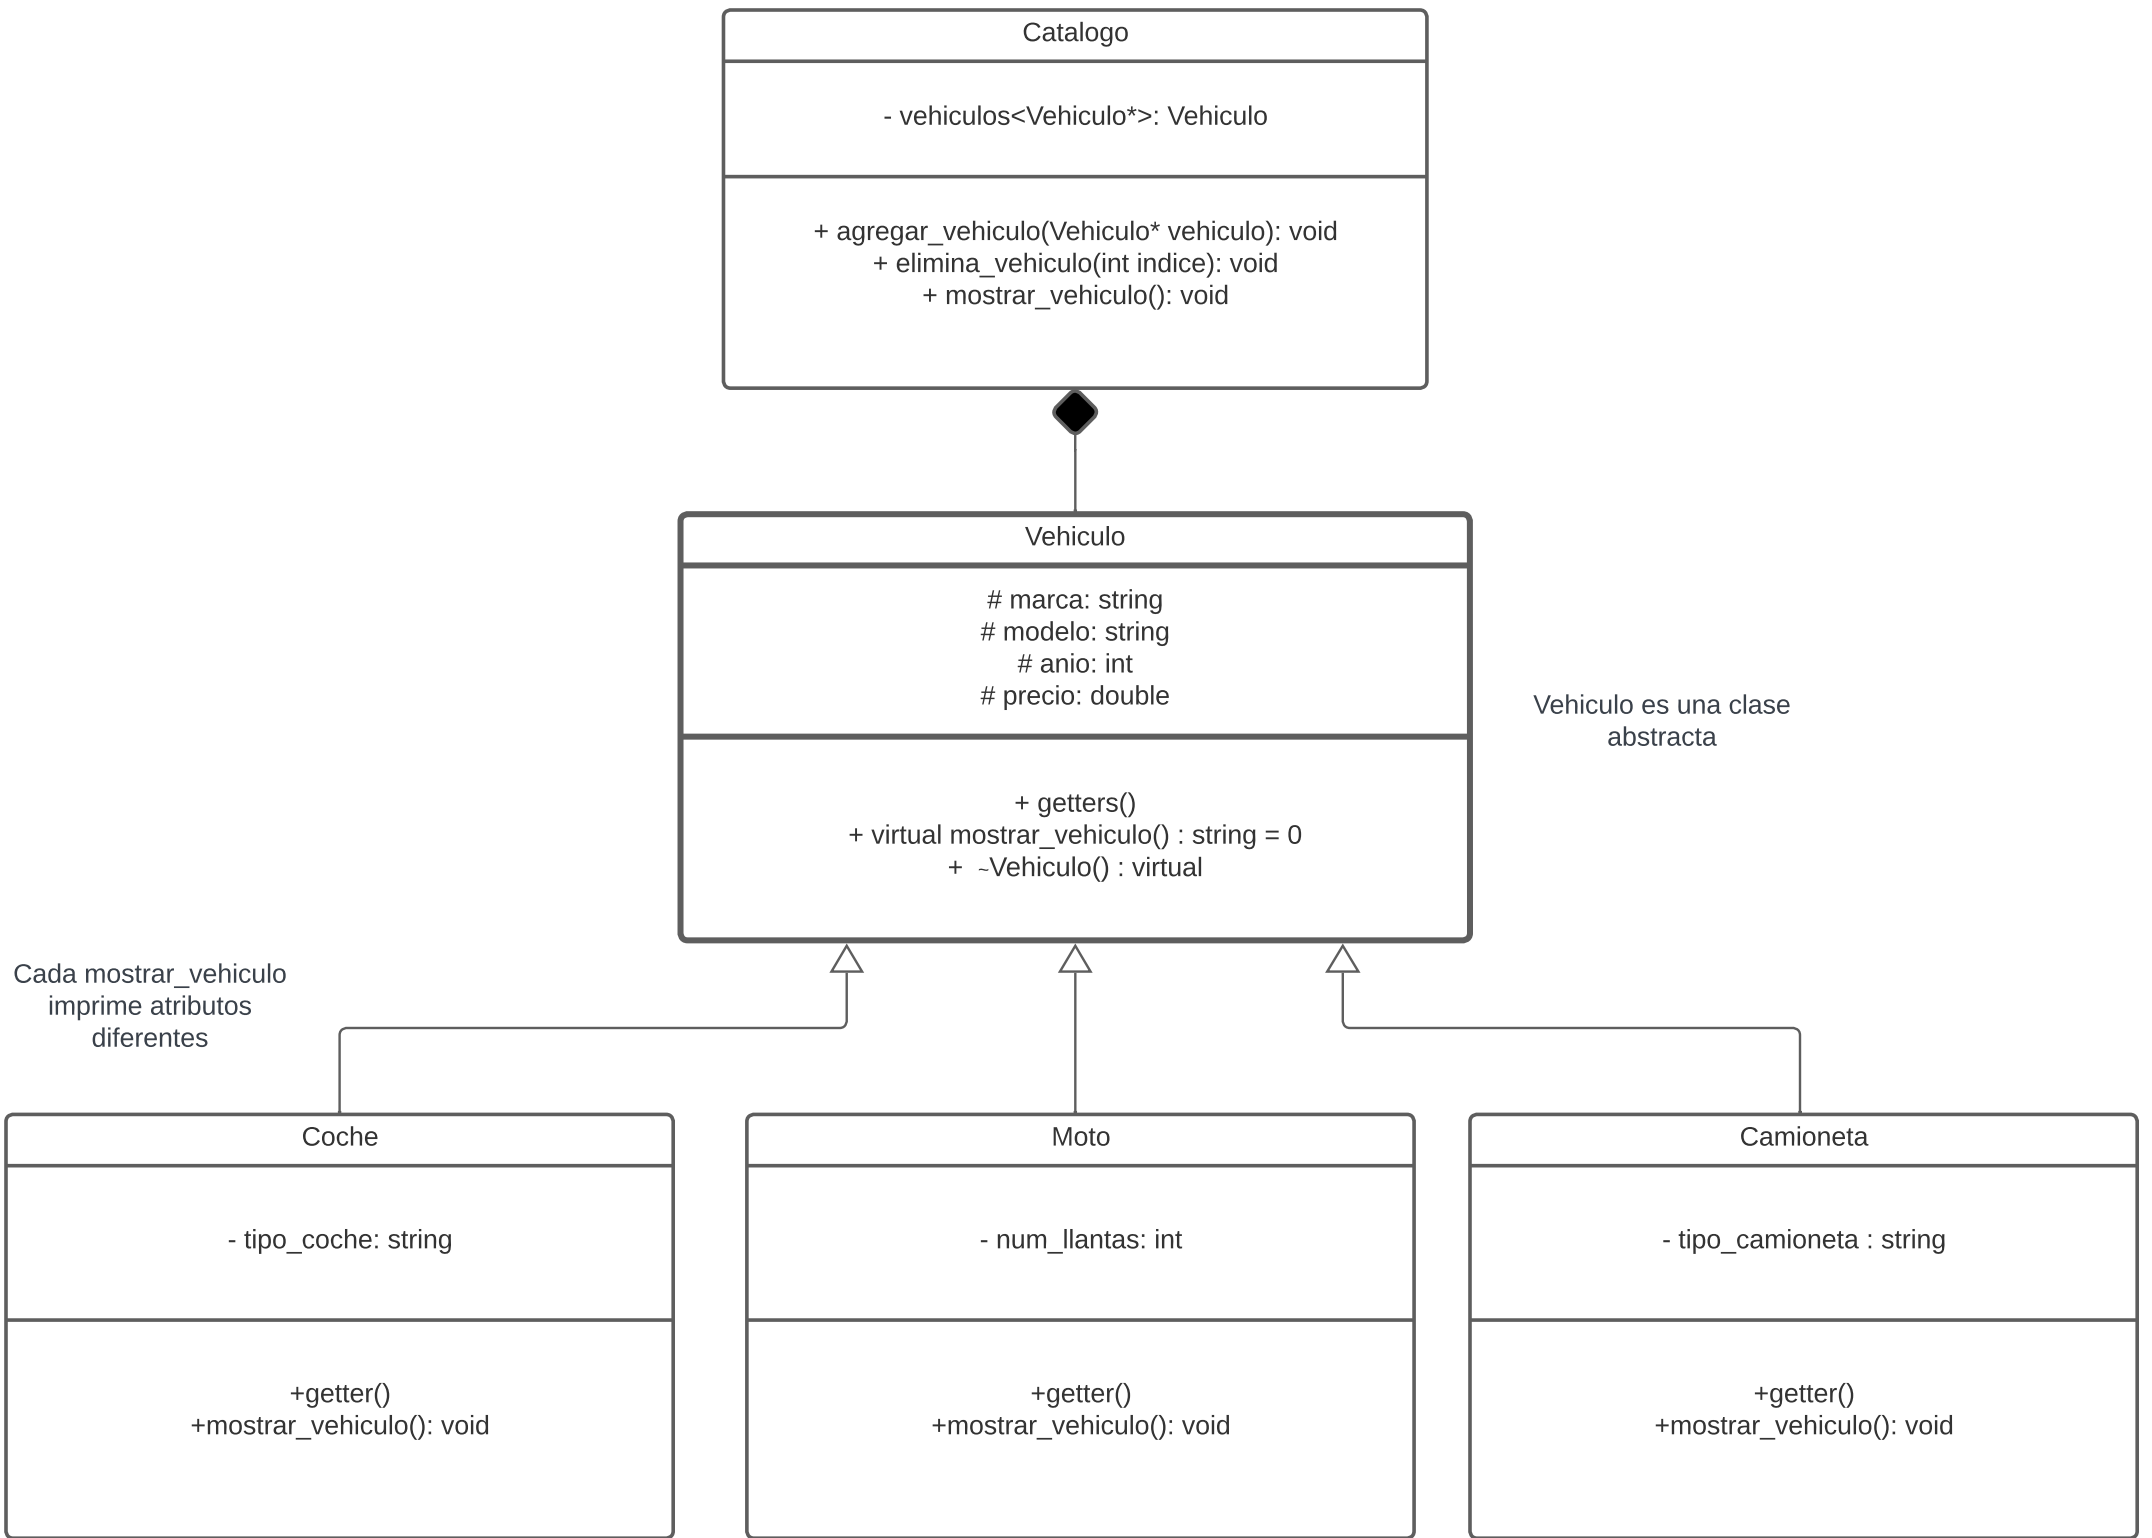 Catalogo
- vehiculos<Vehiculo*>: Vehiculo
+ agregar_vehiculo(Vehiculo* vehiculo): void
+ elimina_vehiculo(int indice): void
+ mostrar_vehiculo(): void
Vehiculo
# marca: string
# modelo: string
# anio: int
# precio: double
+ getters()
+ virtual mostrar_vehiculo() : string = 0
+ ~Vehiculo() : virtual
Vehiculo es una clase
abstracta
Cada mostrar_vehiculo
imprime atributos
diferentes
Coche
- tipo_coche: string
+getter()
+mostrar_vehiculo(): void
Moto
- num_llantas: int
+getter()
+mostrar_vehiculo(): void
Camioneta
- tipo_camioneta : string
+getter()
+mostrar_vehiculo(): void